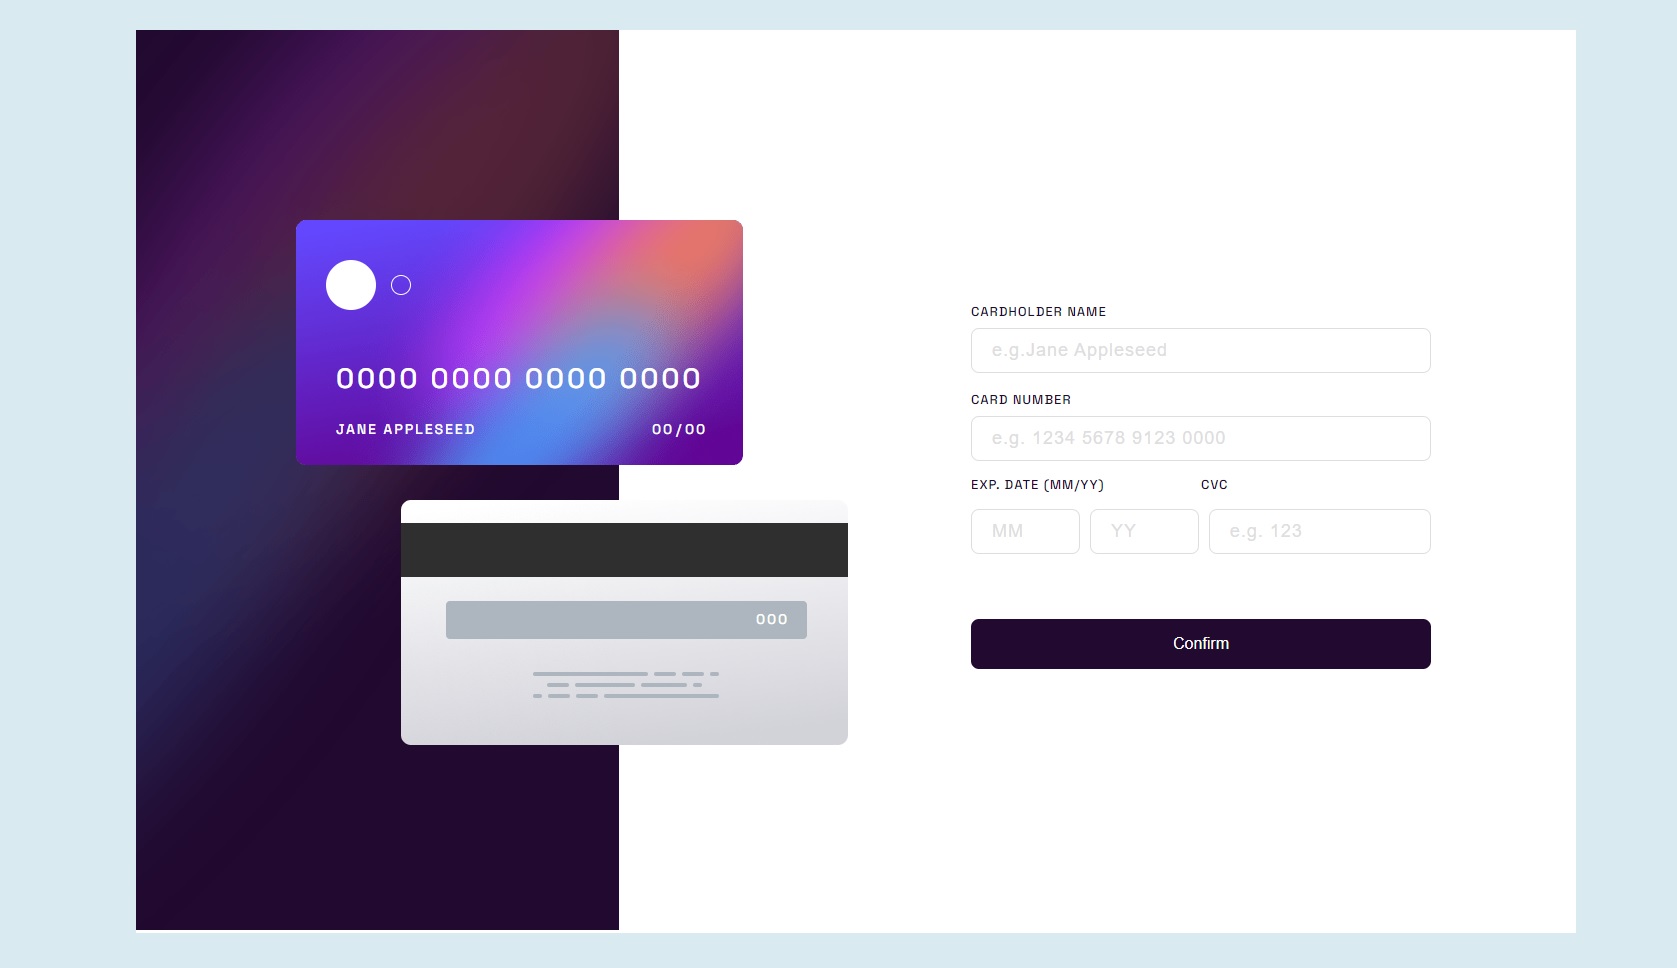 0000 0000 0000 0000
JANE APPLESEED 00/00
000
CARDHOLDER NAME
e.g.Jane Appleseed
CARD NUMBER
e.g. 1234 5678 9123 0000
EXP. DATE (MM/YY) CVC
MM YY e.g. 123
Confirm